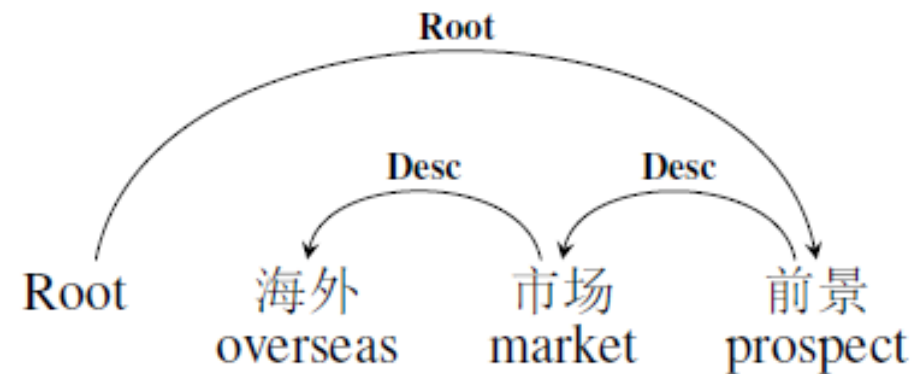 Root
Desc Desc
Root 海外 市场 前景
overseas market prospect